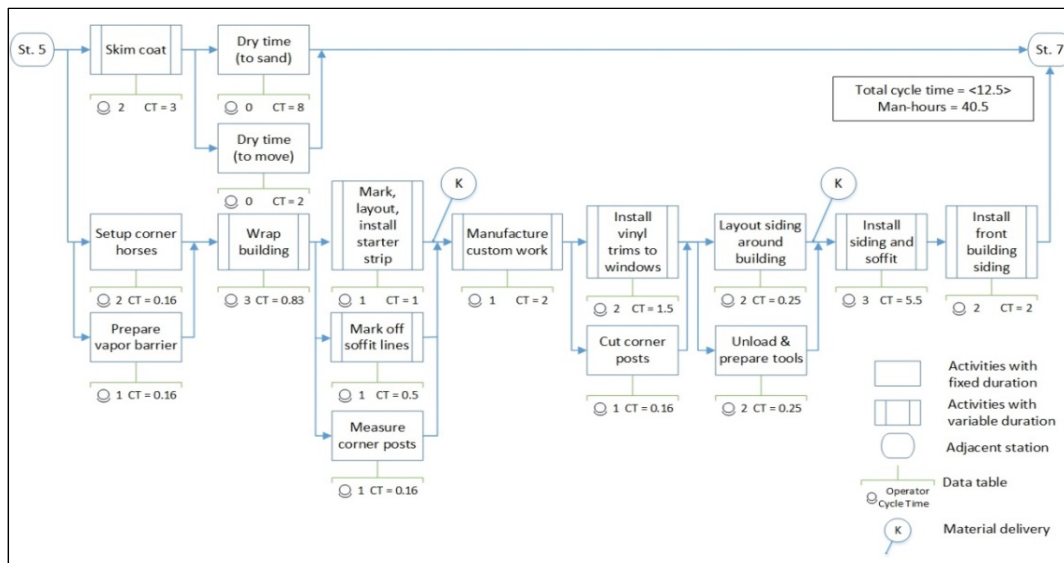 St. 5
Skim coat
2 CT = 3
Dry time
(to sand)
0 CT = 8
Dry time
(to move)
0 CT = 2
St. 7
Total cycle time = <12.5>
Man-hours = 40.5
Setup corner
horses
2 CT = 0.16
Prepare
vapor barrier
1 CT = 0.16
Wrap
building
3 CT = 0.83
Mark,
layout,
install
starter
strip
1 CT = 1
Mark off
soffit lines
1 CT = 0.5
Measure
corner posts
1 CT = 0.16
K
Manufacture
custom work
1 CT = 2
Install
vinyl
trims to
windows
2 CT = 1.5
Cut corner
posts
1 CT = 0.16
Layout siding
around
building
2 CT = 0.25
Unload &
prepare tools
2 CT = 0.25
K
Install
siding and
soffit
3 CT = 5.5
Install
front
building
siding
2 CT = 2
Activities with
fixed duration
Activities with
variable duration
Adjacent station
Data table
Operator
Cycle Time
K
Material delivery